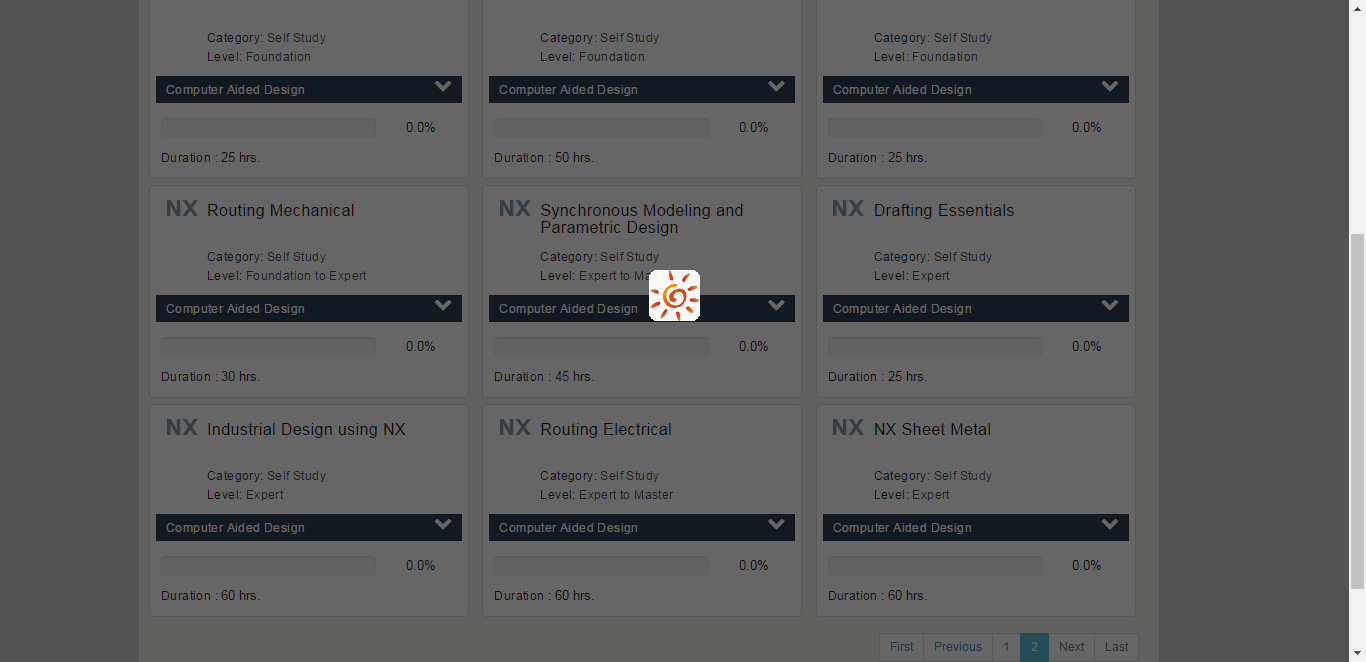 Category: Self Study Category: Self Study Category: Self Study
Level: Foundation Level: Foundation Level: Foundation
Computer Aided Design Computer Aided Design Computer Aided Design
0.0% 0.0% 0.0%
Duration : 25 hrs. Duration : 50 hrs. Duration : 25 hrs.
NX Routing Mechanical NX Synchronous Modeling and NX Drafting Essentials
Parametric Design
Category: Self Study Category: Self Study Category: Self Study
Level: Foundation to Expert Level: Expert to Level: Expert
Computer Aided Design Computer Aided Design Computer Aided Design
0.0% 0.0% 0.0%
Duration : 30 hrs. Duration : 45 hrs. Duration : 25 hrs.
NX Industrial Design using NX NX Routing Electrical NX NX Sheet Metal
Category: Self Study Category: Self Study Category: Self Study
Level: Expert Level: Expert to Master Level: Expert
Computer Aided Design Computer Aided Design Computer Aided Design
0.0% 0.0% 0.0%
Duration : 60 hrs. Duration : 60 hrs. Duration : 60 hrs.
First Previous 1 2 Next Last